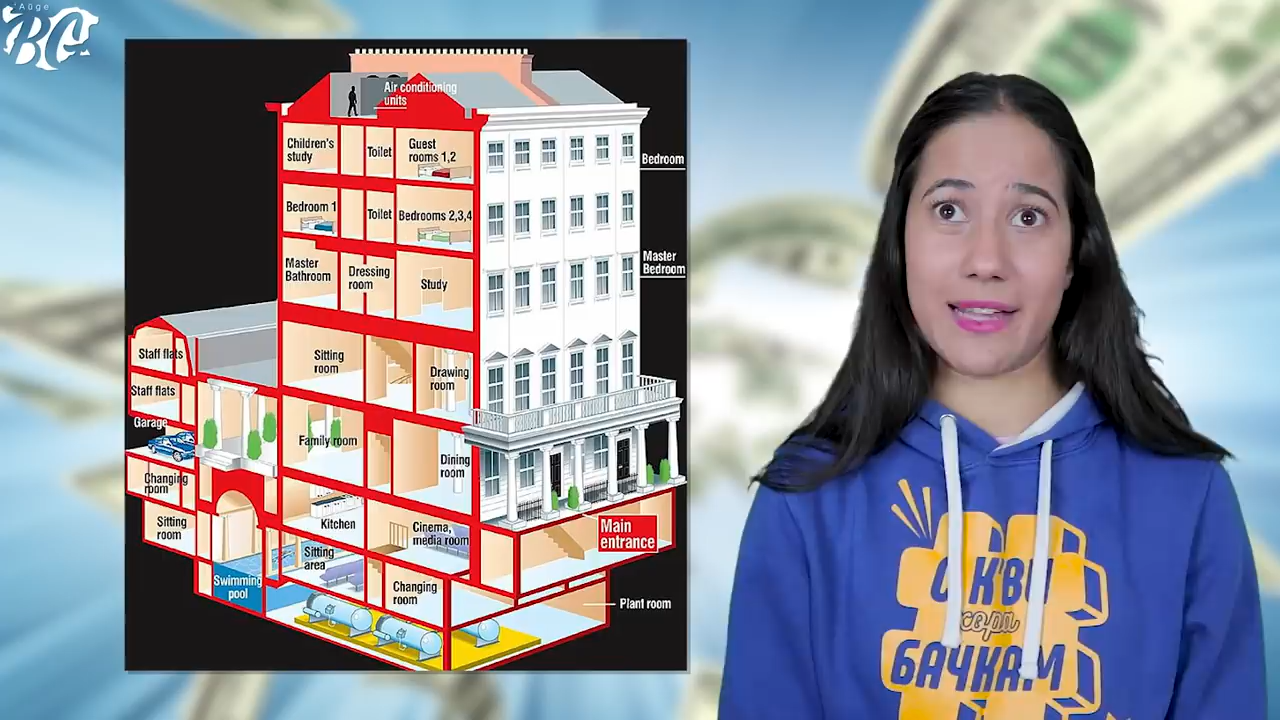 'Aüge
BC
Air conditioning
units
Children's
study
Toilet
Guest
rooms 1,2
Bedroom
Bedroom 1
Toilet
Bedrooms 2,3,4
Master
Bathroom
Dressing
room
Study
Master
Bedroom
Staff flats
Sitting
room
Drawing
room
Staff flats
Garage
Family room
Dining
room
Changing
room
Sitting
room
Kitchen
Cinema,
media room
Main
entrance
Sitting
area
Swimming
pool
Changing
room
Plant room
хора
БАЧКАМ